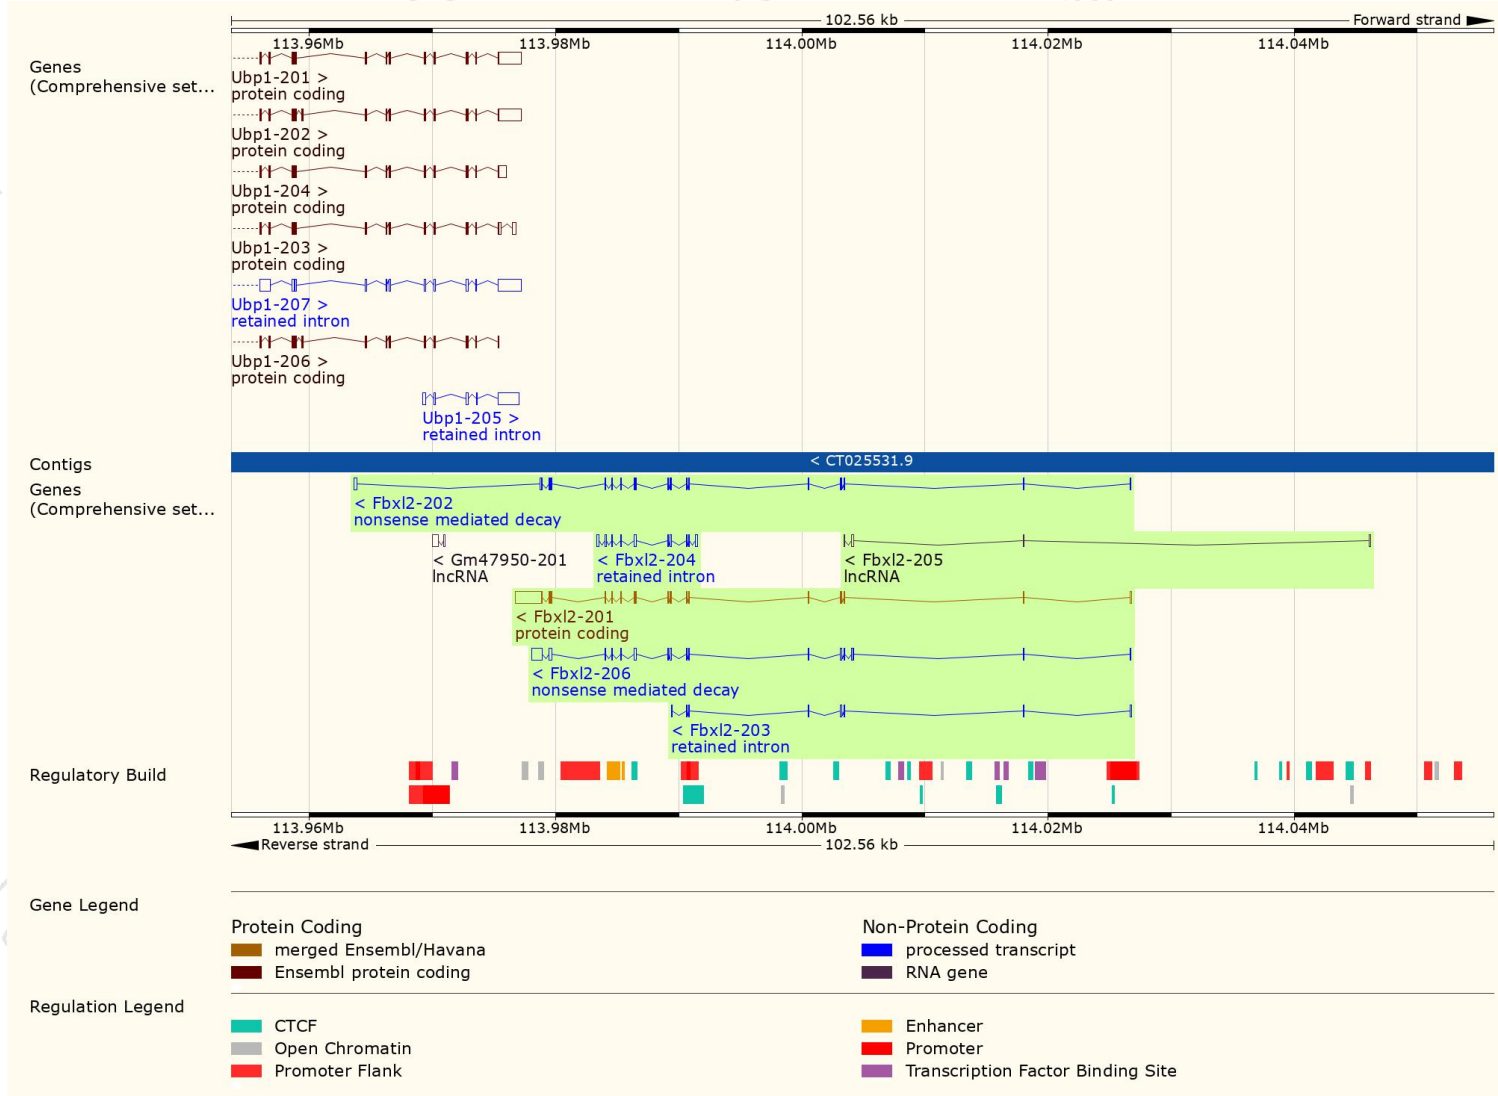 102.56 kb
Forward strand
113.96Mb 113.98Mb 114.00Mb 114.02Mb 114.04Mb
Genes
(Comprehensive set...
Ubp1-201 >
protein coding
Ubp1-202 >
protein coding
Ubp1-204 >
protein coding
Ubp1-203 >
protein coding
Ubp1-207 >
retained intron
Ubp1-206 >
protein coding
Ubp1-205 >
retained intron
Contigs
< CT025531.9
Genes
(Comprehensive set...
< Fbxl2-202
nonsense mediated decay
< Gm47950-201
lncRNA
< Fbxl2-204
retained intron
< Fbxl2-205
lncRNA
< Fbxl2-201
protein coding
< Fbxl2-206
nonsense mediated decay
< Fbxl2-203
retained intron
Regulatory Build
113.96Mb 113.98Mb 114.00Mb 114.02Mb 114.04Mb
Reverse strand
102.56 kb
Gene Legend
Protein Coding
merged Ensembl/Havana
Ensembl protein coding
Non-Protein Coding
processed transcript
RNA gene
Regulation Legend
CTCF
Open Chromatin
Promoter Flank
Enhancer
Promoter
Transcription Factor Binding Site